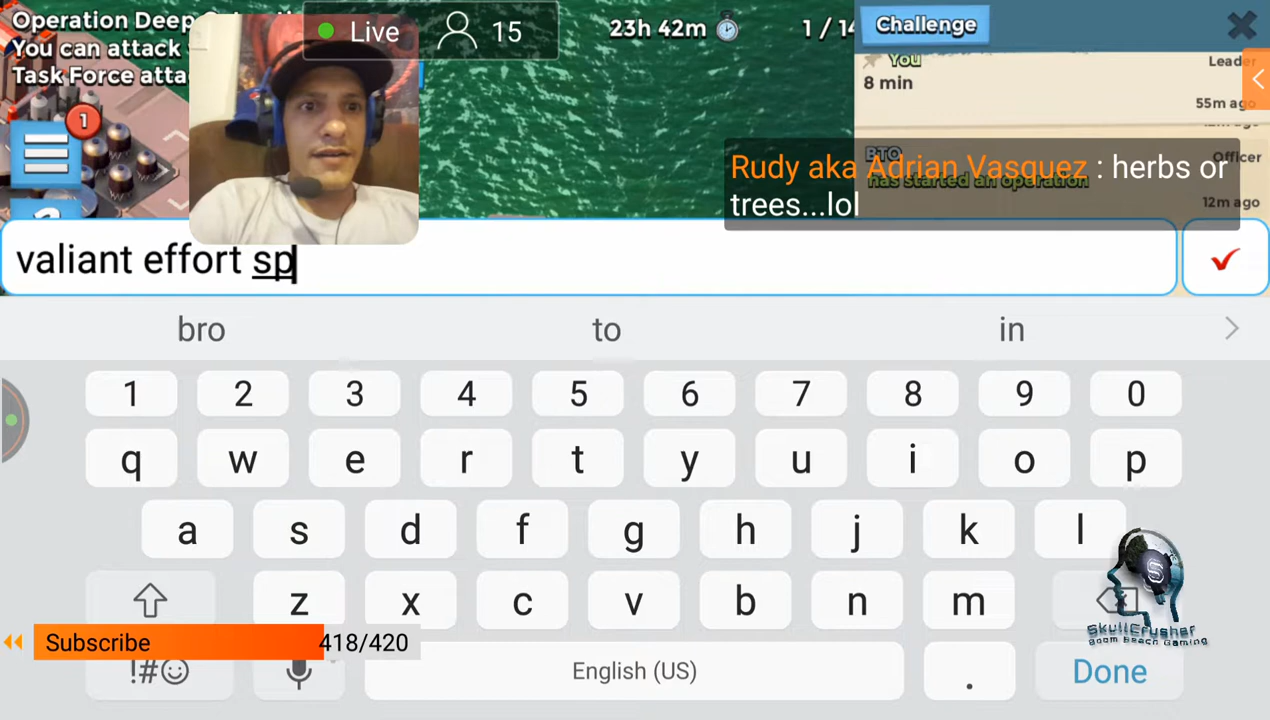 Operation Deep
You can attack
Task Force atta
Live 15
23h 42m
1 / 14
Challenge
You
Leader
8 min
55m ago
BTO
Officer
has started an operation
12m ago
Rudy aka Adrian Vasquez : herbs or
trees...lol
1
valiant effort sp
bro to in
1 2 3 4 5 6 7 8 9 0
q w e r t y u i o p
a s d f g h j k l
z x c v b n m
Subscribe 418/420
!#☺ English (US) . Done
SkullCrusher
Boom Beach Gaming